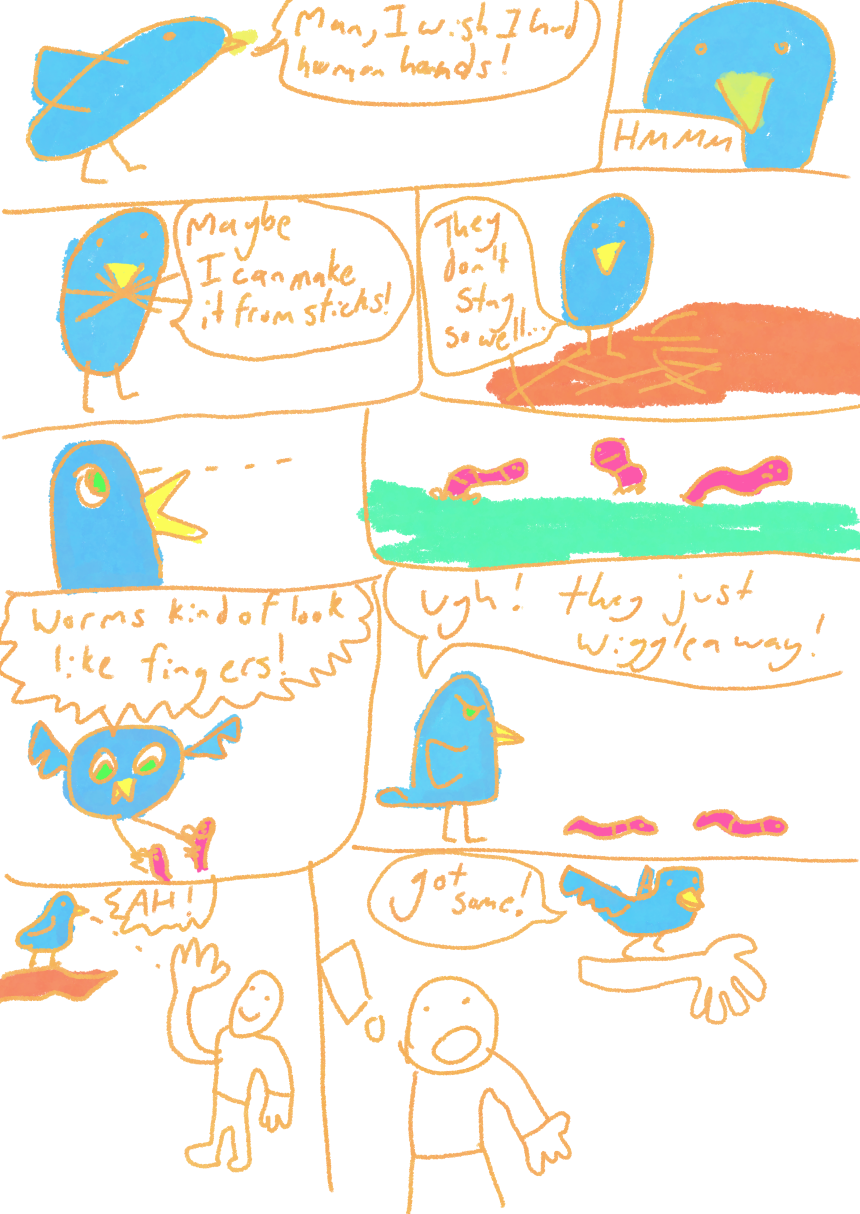 Man, I wish I had
human hands!
HMMM
Maybe
I can make
it from sticks!
They
don't
stay
so well...
Worms kind of look
like fingers!
Ugh! they just
wiggle away!
AH!
got
some!
!